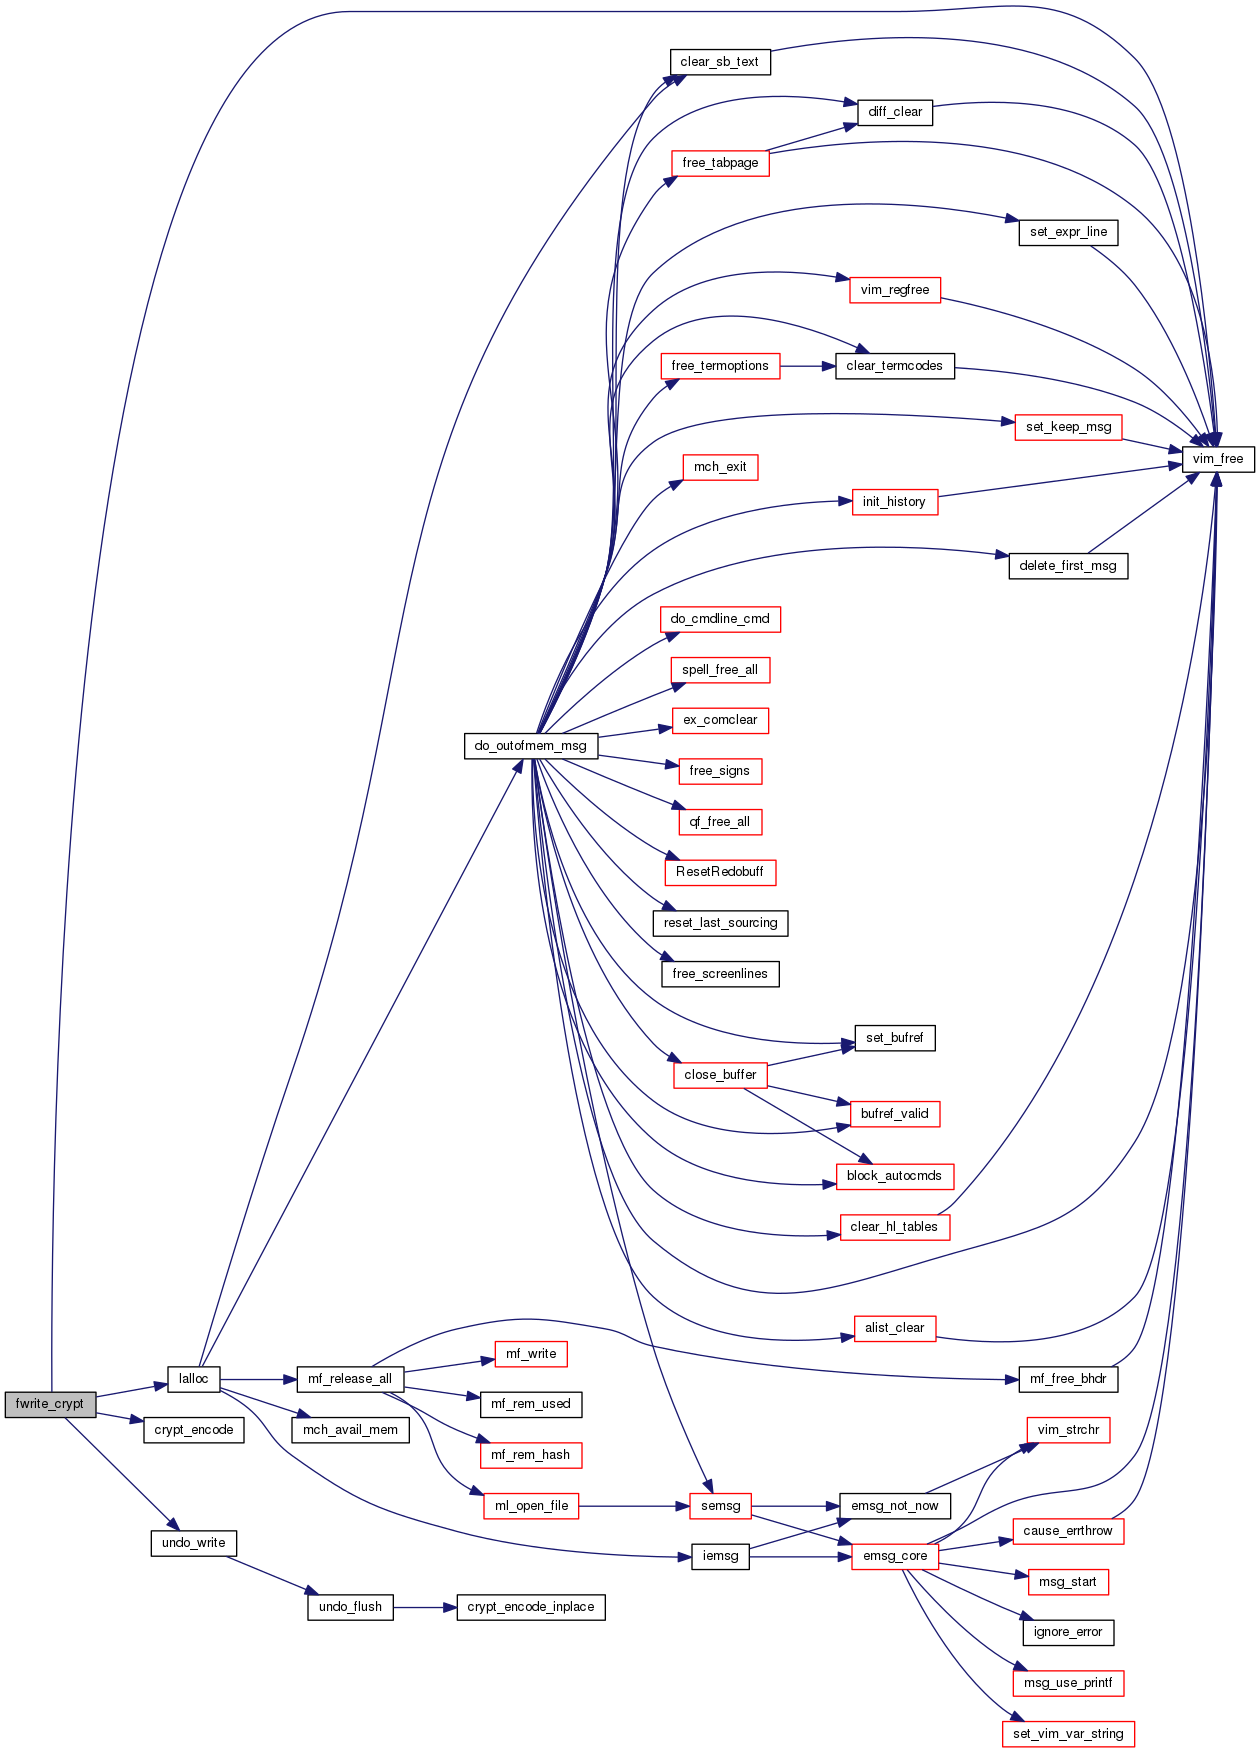 clear_sb_text
diff_clear
free_tabpage
set_expr_line
vim_regfree
free_termoptions
clear_termcodes
set_keep_msg
vim_free
mch_exit
init_history
delete_first_msg
do_cmdline_cmd
spell_free_all
ex_comclear
do_outofmem_msg
free_signs
qf_free_all
ResetRedobuff
reset_last_sourcing
free_screenlines
set_bufref
close_buffer
bufref_valid
block_autocmds
clear_hl_tables
alist_clear
mf_write
lalloc
mf_release_all
mf_free_bhdr
fwrite_crypt
mf_rem_used
crypt_encode
mch_avail_mem
vim_strchr
mf_rem_hash
ml_open_file
semsg
emsg_not_now
cause_errthrow
undo_write
iemsg
emsg_core
msg_start
undo_flush
crypt_encode_inplace
ignore_error
msg_use_printf
set_vim_var_string